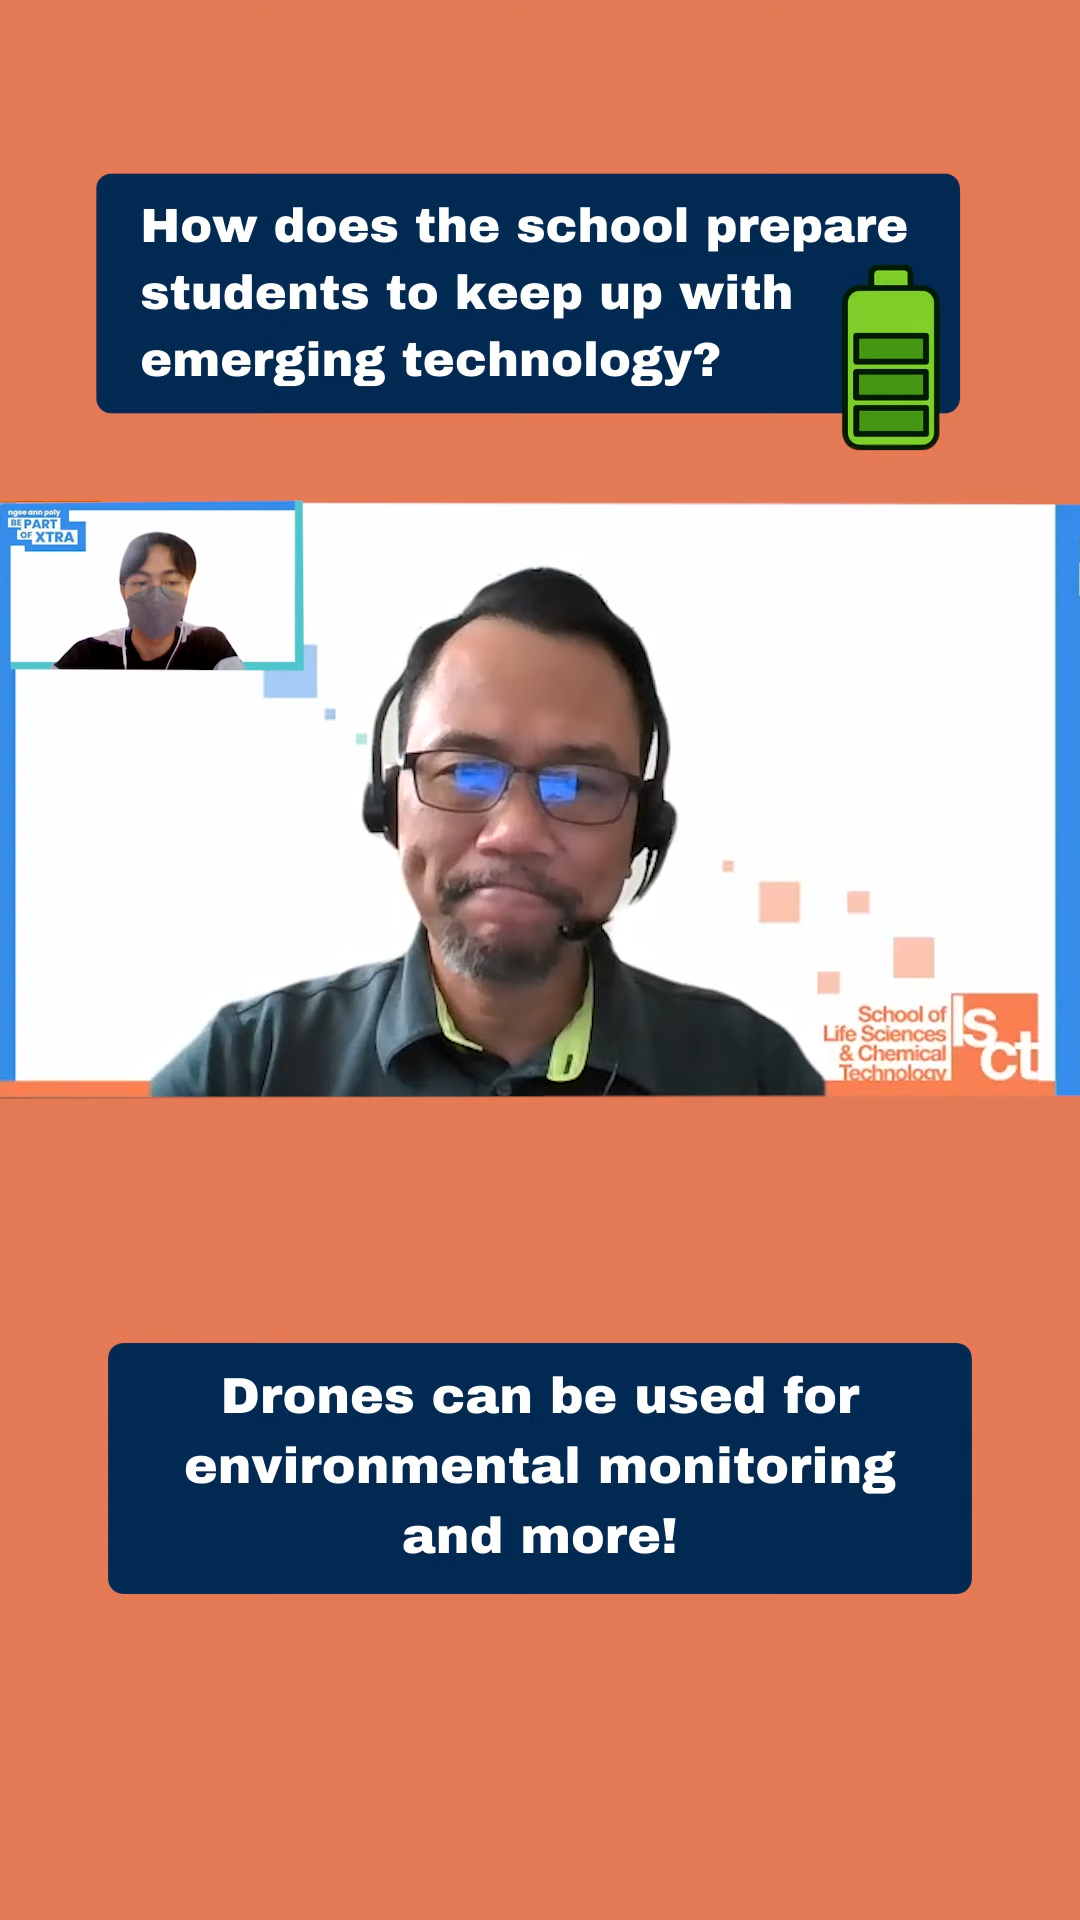 How does the school prepare
students to keep up with
emerging technology?
ngee ann poly
BE PART
OF XTRA
School of
Life Sciences
& Chemical
Technology
lsct
Drones can be used for
environmental monitoring
and more!